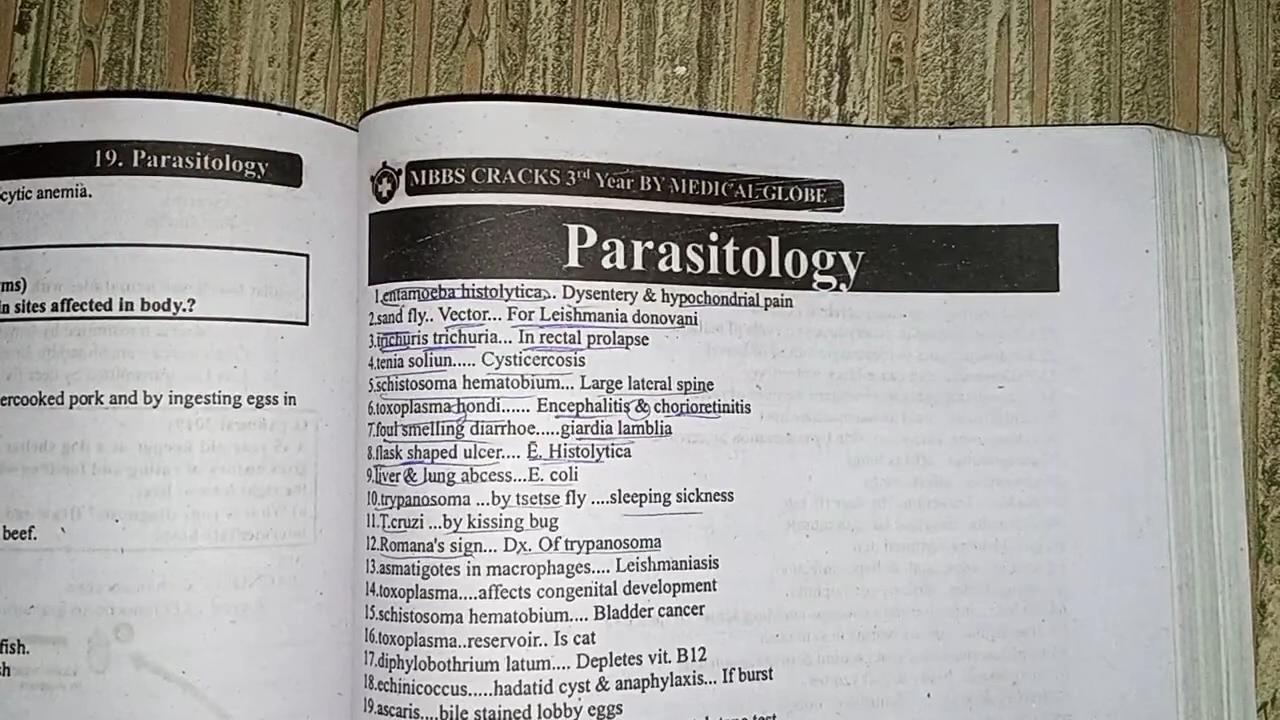 19. Parasitology
cytic anemia.
ms)
n sites affected in body.?
ercooked pork and by ingesting egss in
beef.
fish.
sh
MBBS CRACKS 3rd Year BY MEDICAL GLOBE
Parasitology
1.entamoeba histolytica... Dysentery & hypochondrial pain
2.sand fly.. Vector... For Leishmania donovani
3.trichuris trichuria... In rectal prolapse
4.tenia soliun..... Cysticercosis
5.schistosoma hematobium... Large lateral spine
6.toxoplasma hondi...... Encephalitis & chorioretinitis
7.foul smelling diarrhoe.....giardia lamblia
8.flask shaped ulcer.... E. Histolytica
9.liver & lung abcess...E. coli
10.trypanosoma ...by tsetse fly ....sleeping sickness
11.T.cruzi ...by kissing bug
12.Romana's sign... Dx. Of trypanosoma
13.asmatigotes in macrophages.... Leishmaniasis
14.toxoplasma....affects congenital development
15.schistosoma hematobium.... Bladder cancer
16.toxoplasma..reservoir.. Is cat
17.diphylobothrium latum.... Depletes vit. B12
18.echinicoccus.....hadatid cyst & anaphylaxis... If burst
19.ascaris....bile stained lobby eggs